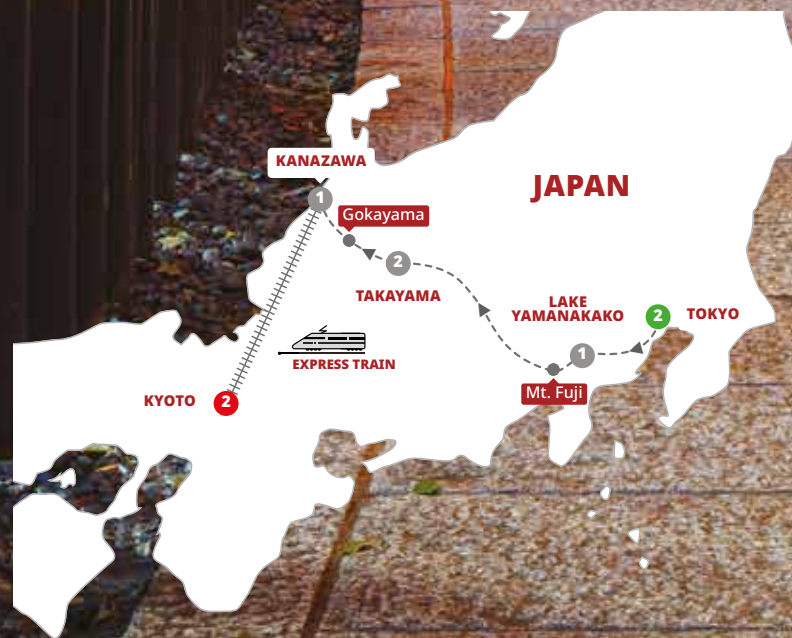 KANAZAWA
1
JAPAN
Gokayama
2
TAKAYAMA
LAKE
YAMANAKAKO
2
TOKYO
1
EXPRESS TRAIN
Mt. Fuji
KYOTO
2